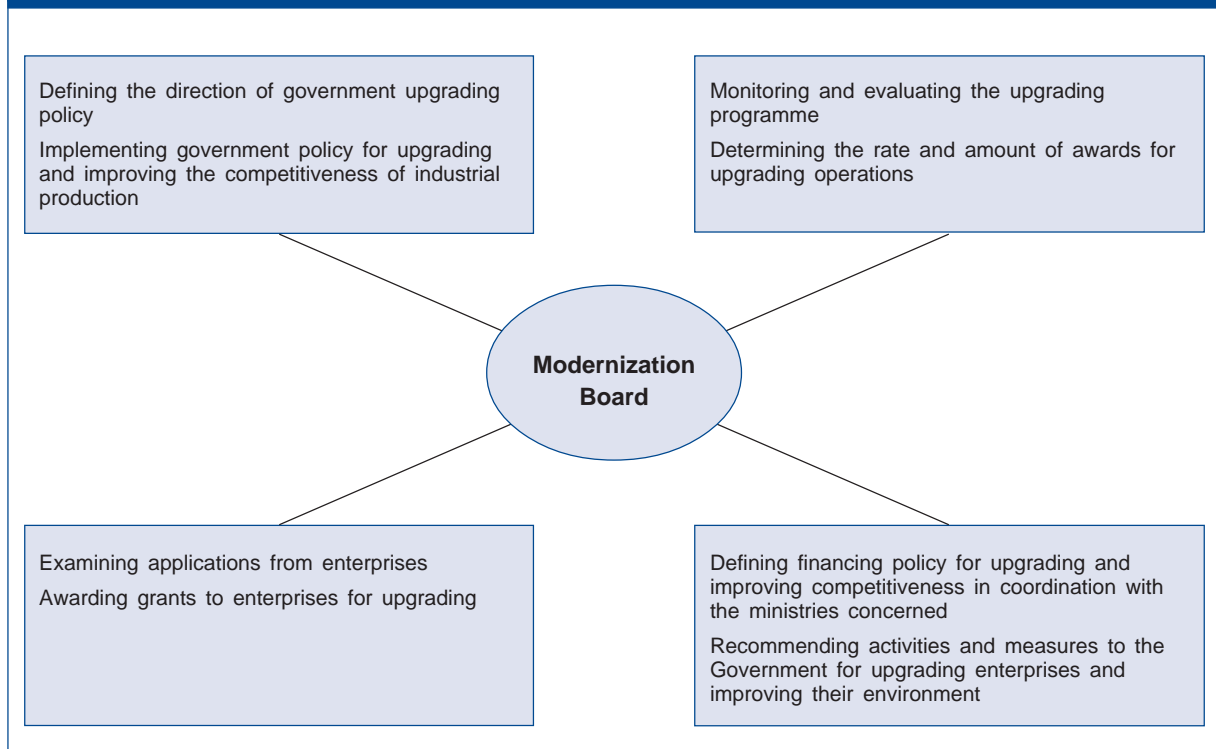 Defining the direction of government upgrading
policy
Implementing government policy for upgrading
and improving the competitiveness of industrial
production
Monitoring and evaluating the upgrading
programme
Determining the rate and amount of awards for
upgrading operations
Modernization
Board
Examining applications from enterprises
Awarding grants to enterprises for upgrading
Defining financing policy for upgrading and
improving competitiveness in coordination with
the ministries concerned
Recommending activities and measures to the
Government for upgrading enterprises and
improving their environment